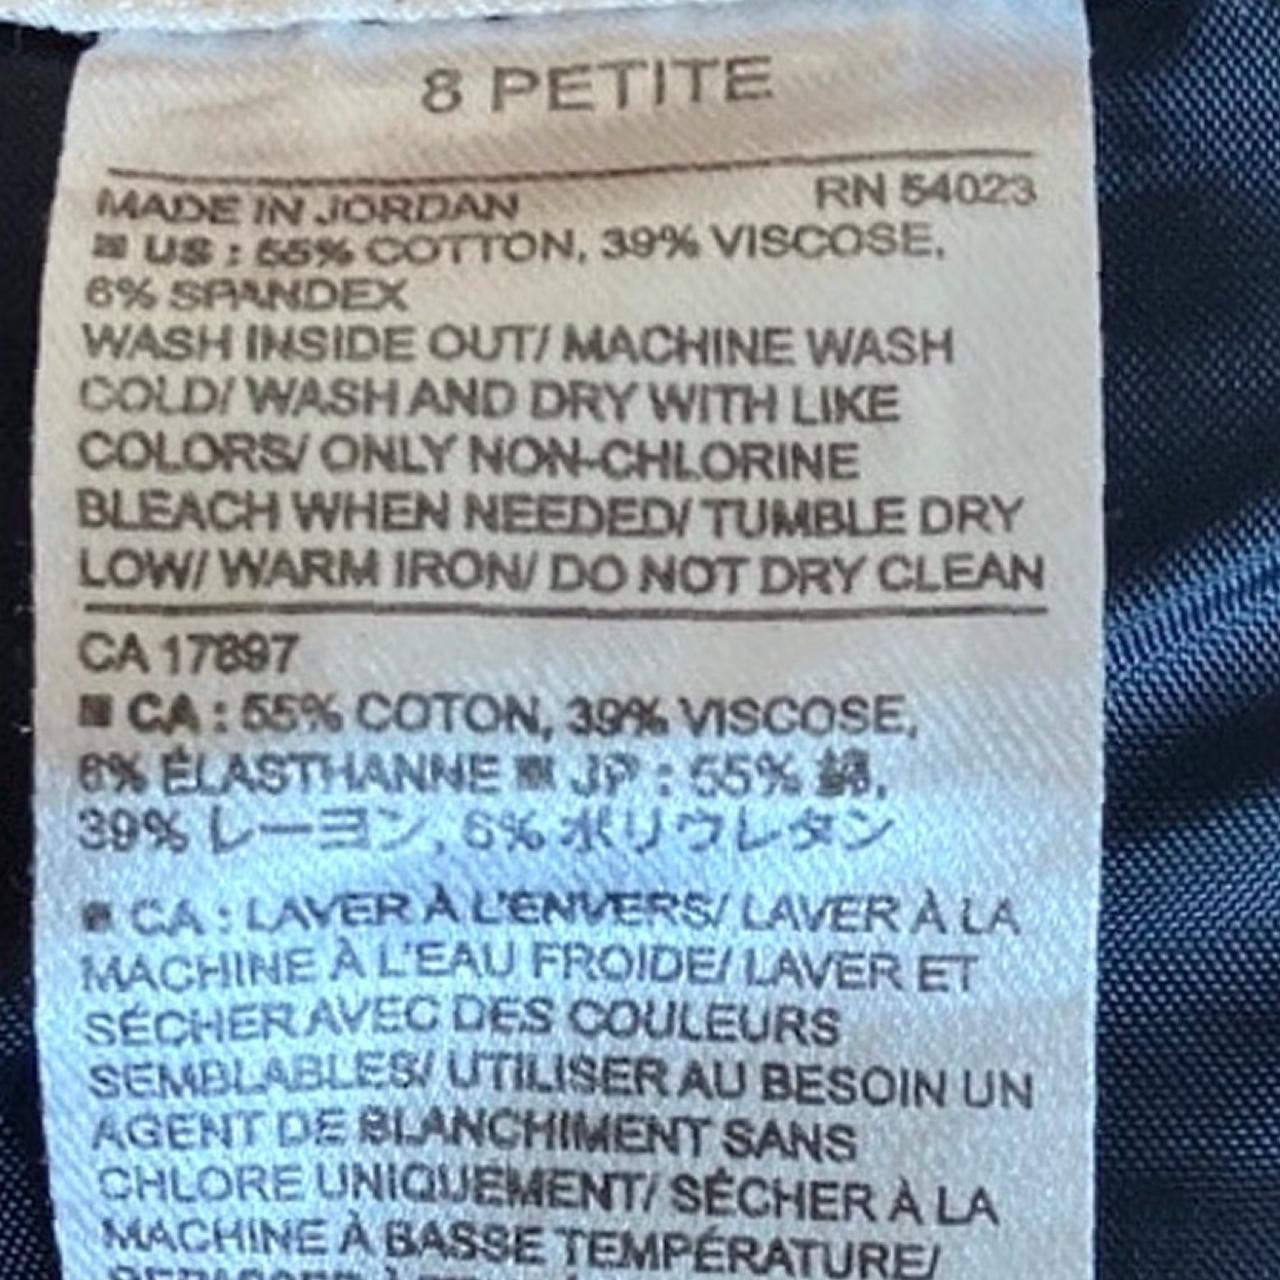 8 PETITE
MADE IN JORDAN RN 54023
■ US : 55% COTTON, 39% VISCOSE,
6% SPANDEX
WASH INSIDE OUT/ MACHINE WASH
COLD/ WASH AND DRY WITH LIKE
COLORS/ ONLY NON-CHLORINE
BLEACH WHEN NEEDED/ TUMBLE DRY
LOW/ WARM IRON/ DO NOT DRY CLEAN
CA 17897
■ CA : 55% COTON, 39% VISCOSE,
6% ÉLASTHANNE ■ JP : 55% 綿,
39% レーヨン, 6% ポリウレタン
■ CA : LAVER À L'ENVERS/ LAVER À LA
MACHINE À L'EAU FROIDE/ LAVER ET
SÉCHER AVEC DES COULEURS
SEMBLABLES/ UTILISER AU BESOIN UN
AGENT DE BLANCHIMENT SANS
CHLORE UNIQUEMENT/ SÉCHER À LA
MACHINE À BASSE TEMPÉRATURE/